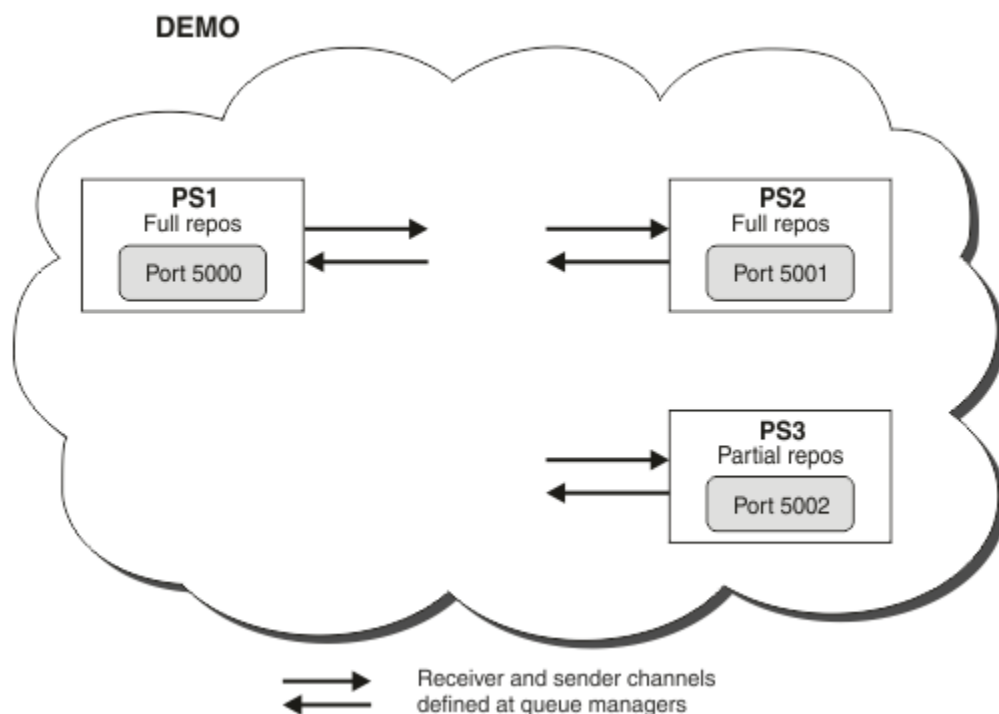 DEMO
PS1
Full repos
Port 5000
PS2
Full repos
Port 5001
PS3
Partial repos
Port 5002
Receiver and sender channels
defined at queue managers